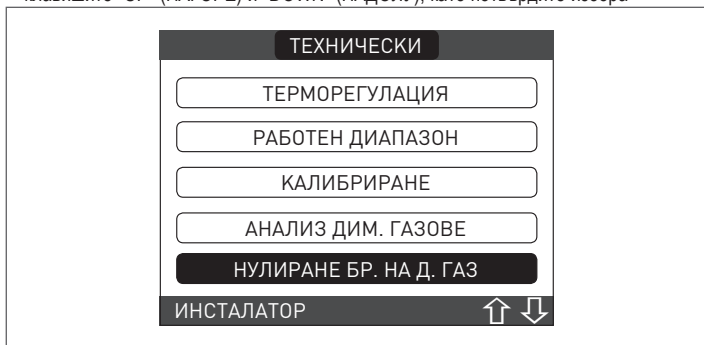 ТЕХНИЧЕСКИ
ТЕРМОРЕГУЛАЦИЯ
РАБОТЕН ДИАПАЗОН
КАЛИБРИРАНЕ
АНАЛИЗ ДИМ. ГАЗОВЕ
НУЛИРАНЕ БР. НА Д. ГАЗ
ИНСТАЛАТОР